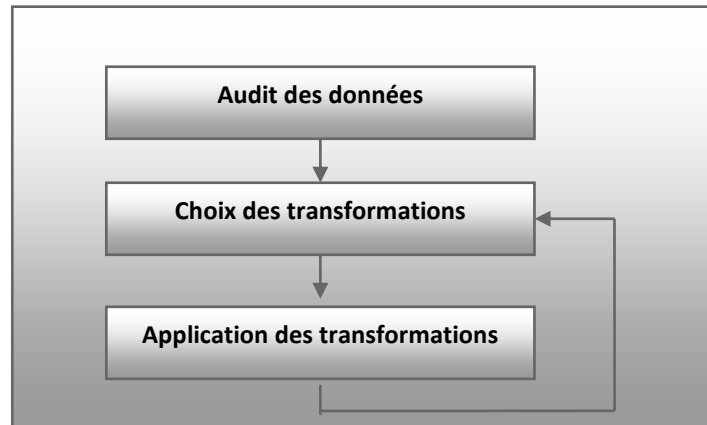 Audit des données
Choix des transformations
Application des transformations